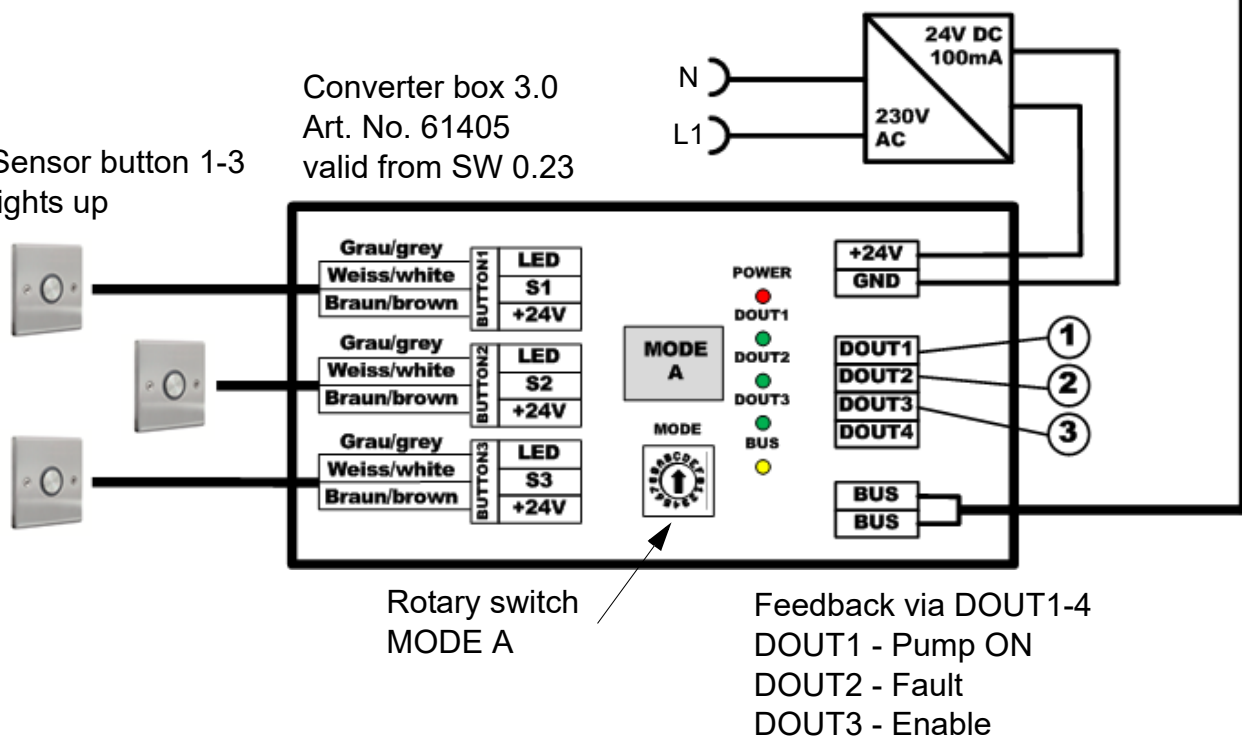 24V DC
100mA
N
L1
230V
AC
Converter box 3.0
Art. No. 61405
valid from SW 0.23
Sensor button 1-3
lights up
Grau/grey
Weiss/white
Braun/brown
BUTTON1
LED
S1
+24V
Grau/grey
Weiss/white
Braun/brown
BUTTON2
LED
S2
+24V
Grau/grey
Weiss/white
Braun/brown
BUTTON3
LED
S3
+24V
MODE
A
MODE
POWER
DOUT1
DOUT2
DOUT3
BUS
+24V
GND
DOUT1
DOUT2
DOUT3
DOUT4
1
2
3
BUS
BUS
Rotary switch
MODE A
Feedback via DOUT1-4
DOUT1 - Pump ON
DOUT2 - Fault
DOUT3 - Enable